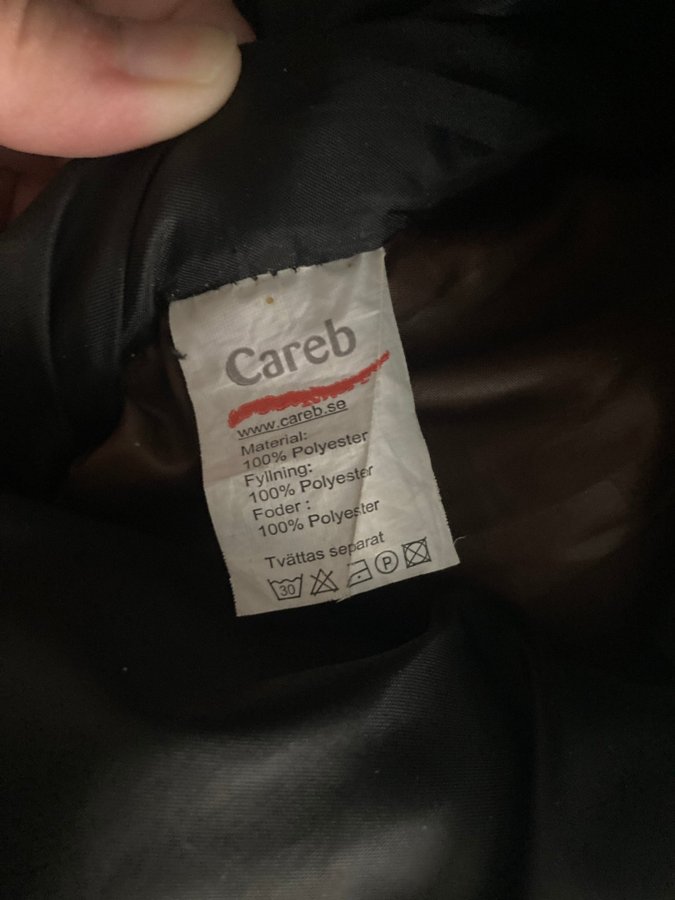 Careb
www.careb.se
Material:
100% Polyester
Fyllning:
100% Polyester
Foder :
100% Polyester
Tvättas separat
30 P